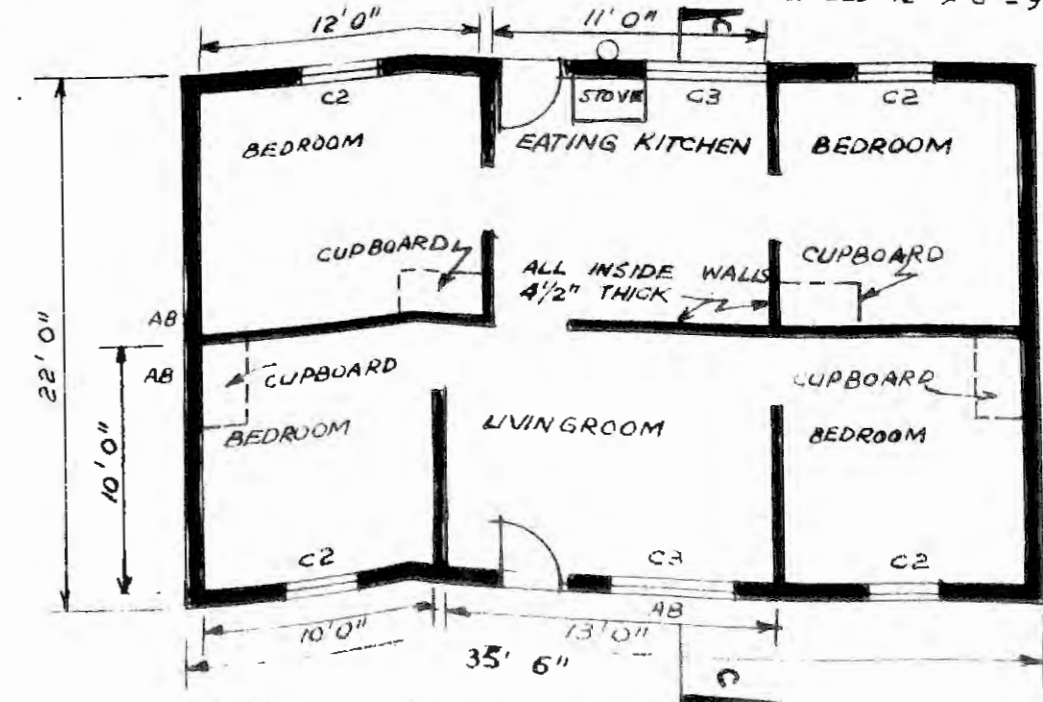 12'0"
11'0"
C2
STOVE
C3
C2
BEDROOM
EATING KITCHEN
BEDROOM
CUPBOARD
ALL INSIDE WALLS
4½" THICK
CUPBOARD
AB
22'0"
AB
CUPBOARD
CUPBOARD
10'0"
BEDROOM
LIVINGROOM
BEDROOM
C2
C3
C2
AB
10'0"
13'0"
35' 6"